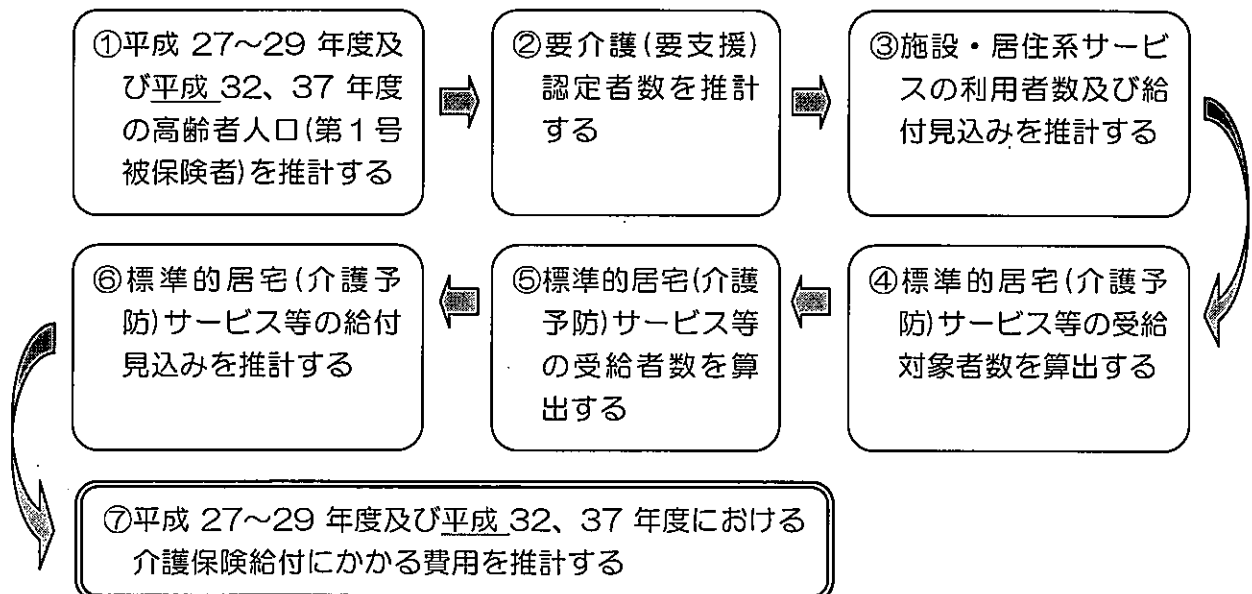 ①平成 27～29 年度及
び平成 32、37 年度
の高齢者人口(第1号
被保険者)を推計する
②要介護(要支援)
認定者数を推計
する
③施設・居住系サービ
スの利用者数及び給
付見込みを推計する
④標準的居宅(介護予
防)サービス等の受給
対象者数を算出する
⑤標準的居宅(介護
予防)サービス等
の受給者数を算
出する
⑥標準的居宅(介護予
防)サービス等の給付
見込みを推計する
⑦平成 27～29 年度及び平成 32、37 年度における
介護保険給付にかかる費用を推計する